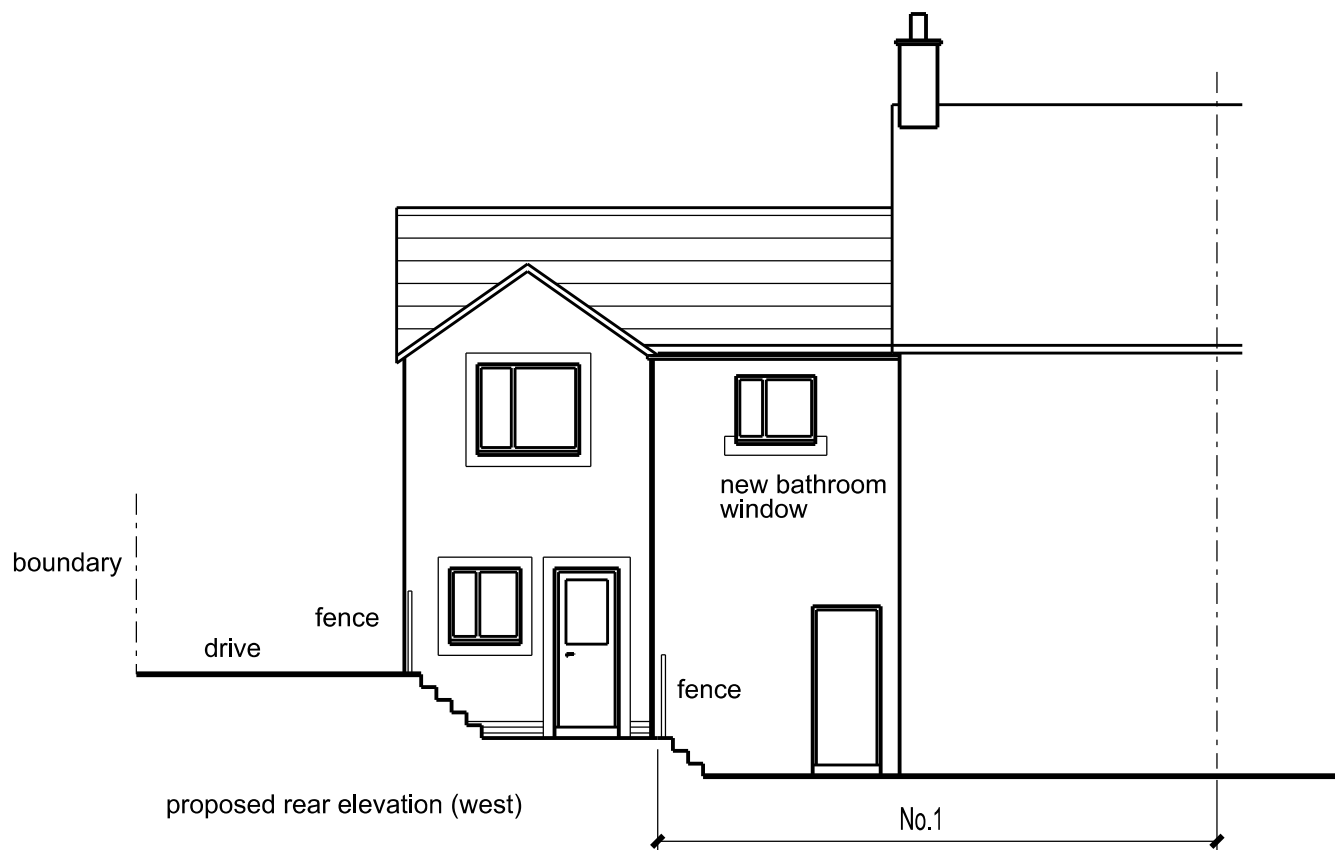 new bathroom
window
boundary
fence
drive
fence
proposed rear elevation (west)
No.1